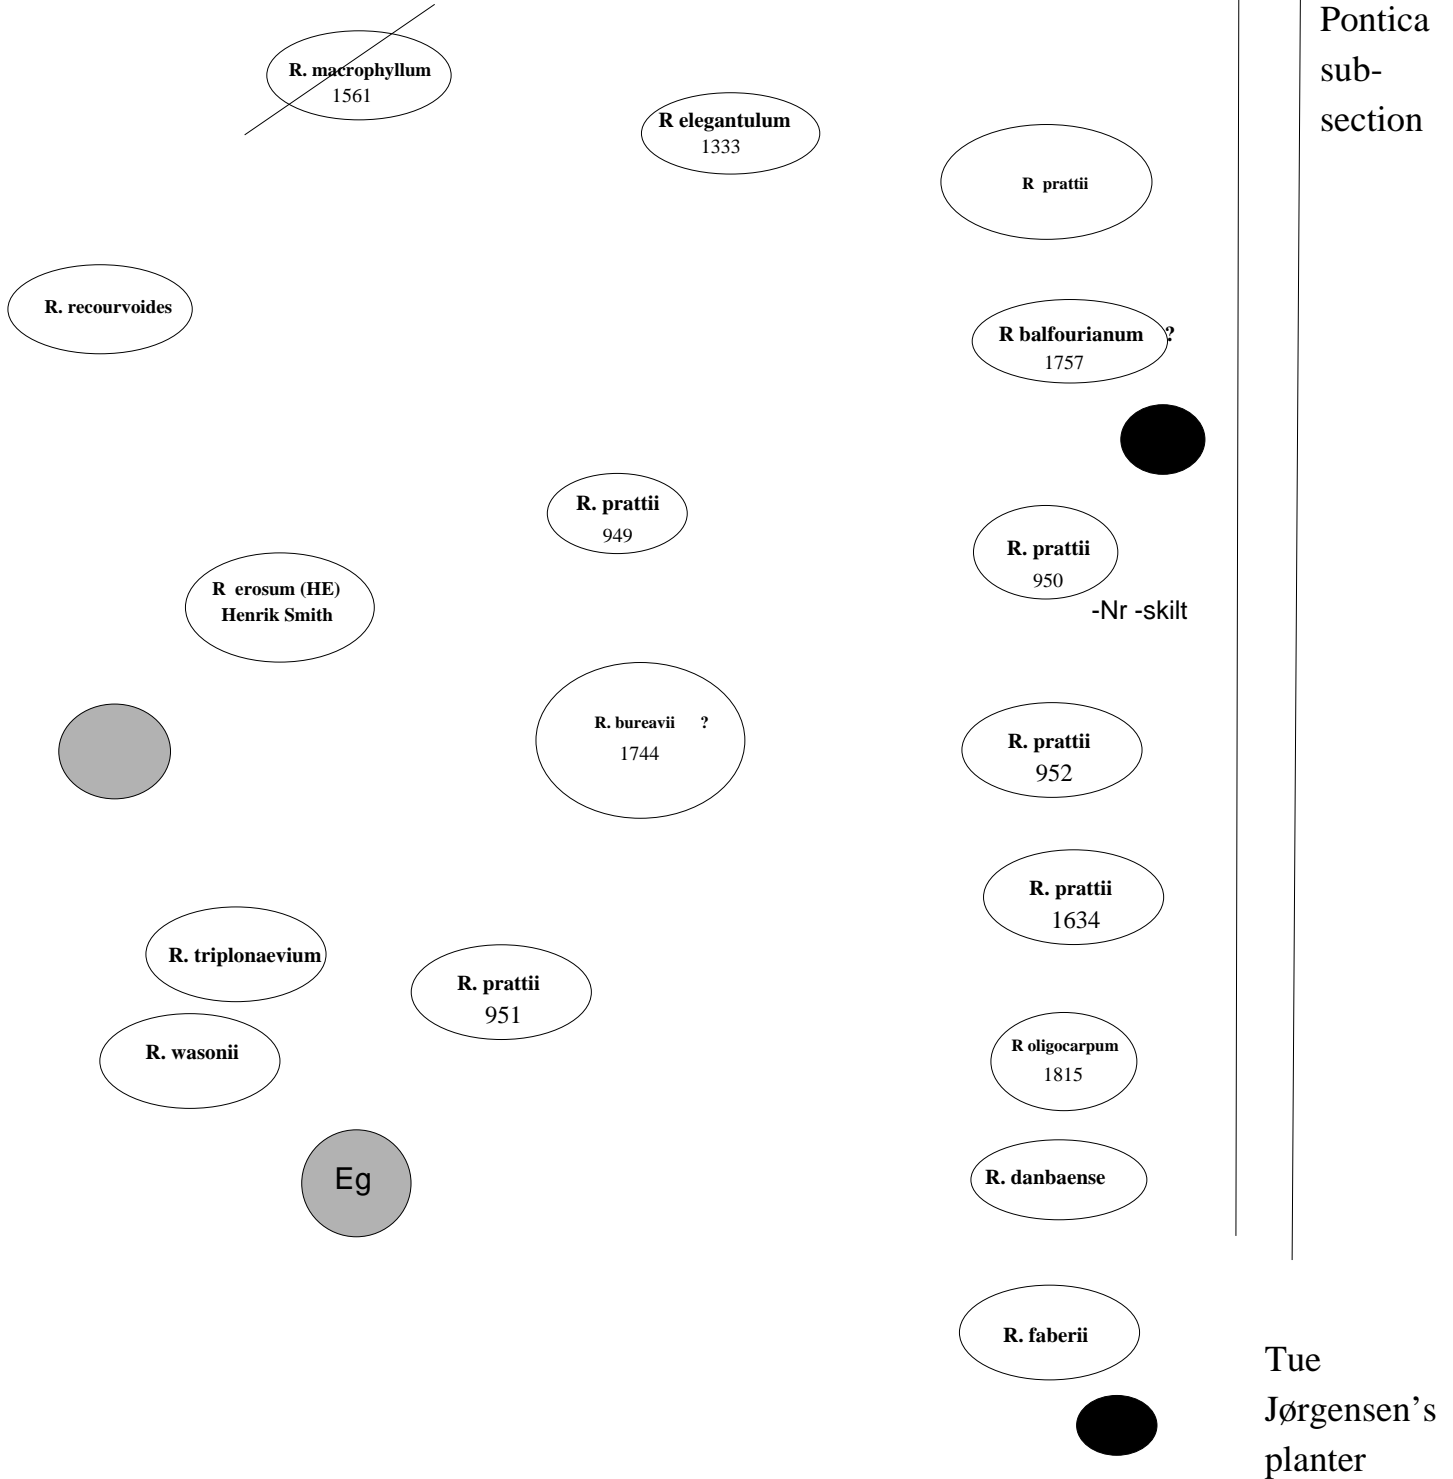 Pontica
sub-
section
R. macrophyllum
1561
R elegantulum
1333
R prattii
R. recourvoides
R balfourianum ?
1757
R. prattii
949
R. prattii
950
-Nr -skilt
R erosum (HE)
Henrik Smith
R. bureavii ?
1744
R. prattii
952
R. prattii
1634
R. triplonaevium
R. prattii
951
R. wasonii
R oligocarpum
1815
Eg
R. danbaense
R. faberii
Tue
Jørgensen’s
planter